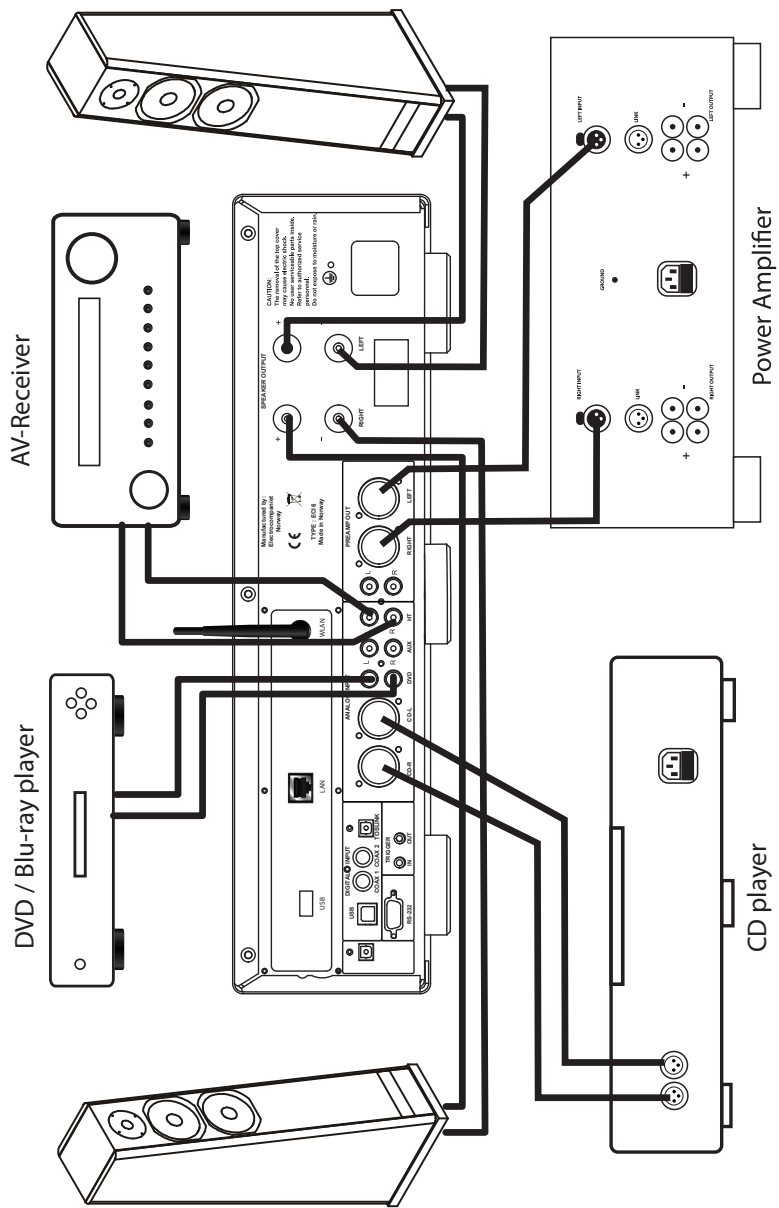 AV-Receiver
DVD / Blu-ray player
CAUTION:
The removal of the top cover
may cause electric shock.
No user serviceable parts inside.
Refer to authorized service
personnel.
Do not expose to moisture or rain.
SPEAKER OUTPUT
+
+
-
-
RIGHT
LEFT
Manufactured by:
Electrocompaniet
Norway
TYPE : ECI 6
Made in Norway
CE
WLAN
LAN
USB
PREAMP OUT
RIGHT
LEFT
L
R
ANALOG INPUT
L
R
R
CD-R
CD-L
DVD
AUX
HT
DIGITAL INPUT
USB
COAX 1
COAX 2
TOSLINK
RS-232
TRIGGER
IN
OUT
LEFT INPUT
LINK
+
-
LEFT OUTPUT
GROUND
RIGHT INPUT
LINK
+
-
RIGHT OUTPUT
Power Amplifier
CD player